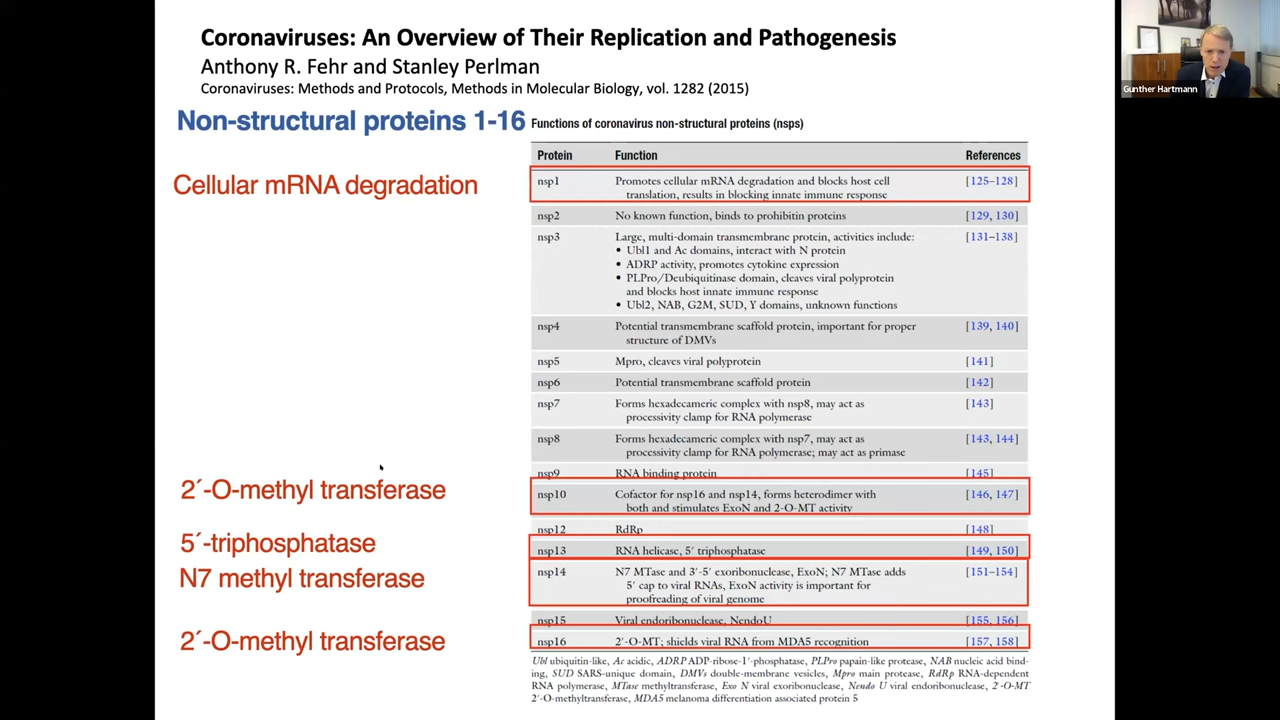 Coronaviruses: An Overview of Their Replication and Pathogenesis
Anthony R. Fehr and Stanley Perlman
Coronaviruses: Methods and Protocols, Methods in Molecular Biology, vol. 1282 (2015)
Gunther Hartmann
Non-structural proteins 1-16
Functions of coronavirus non-structural proteins (nsps)
Protein Function References
Cellular mRNA degradation
nsp1 Promotes cellular mRNA degradation and blocks host cell [125–128]
translation, results in blocking innate immune response
nsp2 No known function, binds to prohibitin proteins [129, 130]
nsp3 Large, multi-domain transmembrane protein, activities include: [131–138]
• Ubl1 and Ac domains, interact with N protein
• ADRP activity, promotes cytokine expression
• PLPro/Deubiquitinase domain, cleaves viral polyprotein
and blocks host innate immune response
• Ubl2, NAB, G2M, SUD, Y domains, unknown functions
nsp4 Potential transmembrane scaffold protein, important for proper [139, 140]
structure of DMVs
nsp5 Mpro, cleaves viral polyprotein [141]
nsp6 Potential transmembrane scaffold protein [142]
nsp7 Forms hexadecameric complex with nsp8, may act as [143]
processivity clamp for RNA polymerase
nsp8 Forms hexadecameric complex with nsp7, may act as [143, 144]
processivity clamp for RNA polymerase; may act as primase
nsp9 RNA binding protein [145]
2´-O-methyl transferase
nsp10 Cofactor for nsp16 and nsp14, forms heterodimer with [146, 147]
both and stimulates ExoN and 2-O-MT activity
nsp12 RdRp [148]
5´-triphosphatase
nsp13 RNA helicase, 5′ triphosphatase [149, 150]
N7 methyl transferase
nsp14 N7 MTase and 3′-5′ exoribonuclease, ExoN; N7 MTase adds [151–154]
5′ cap to viral RNAs, ExoN activity is important for
proofreading of viral genome
nsp15 Viral endoribonuclease, NendoU [155, 156]
2´-O-methyl transferase
nsp16 2′-O-MT; shields viral RNA from MDA5 recognition [157, 158]
Ubl ubiquitin-like, Ac acidic, ADRP ADP-ribose-1′-phosphatase, PLPro papain-like protease, NAB nucleic acid bind-
ing, SUD SARS-unique domain, DMVs double-membrane vesicles, Mpro main protease, RdRp RNA-dependent
RNA polymerase, MTase methyltransferase, Exo N viral exoribonuclease, Nendo U viral endoribonuclease, 2′-O-MT
2′-O-methyltransferase, MDA5 melanoma differentiation associated protein 5